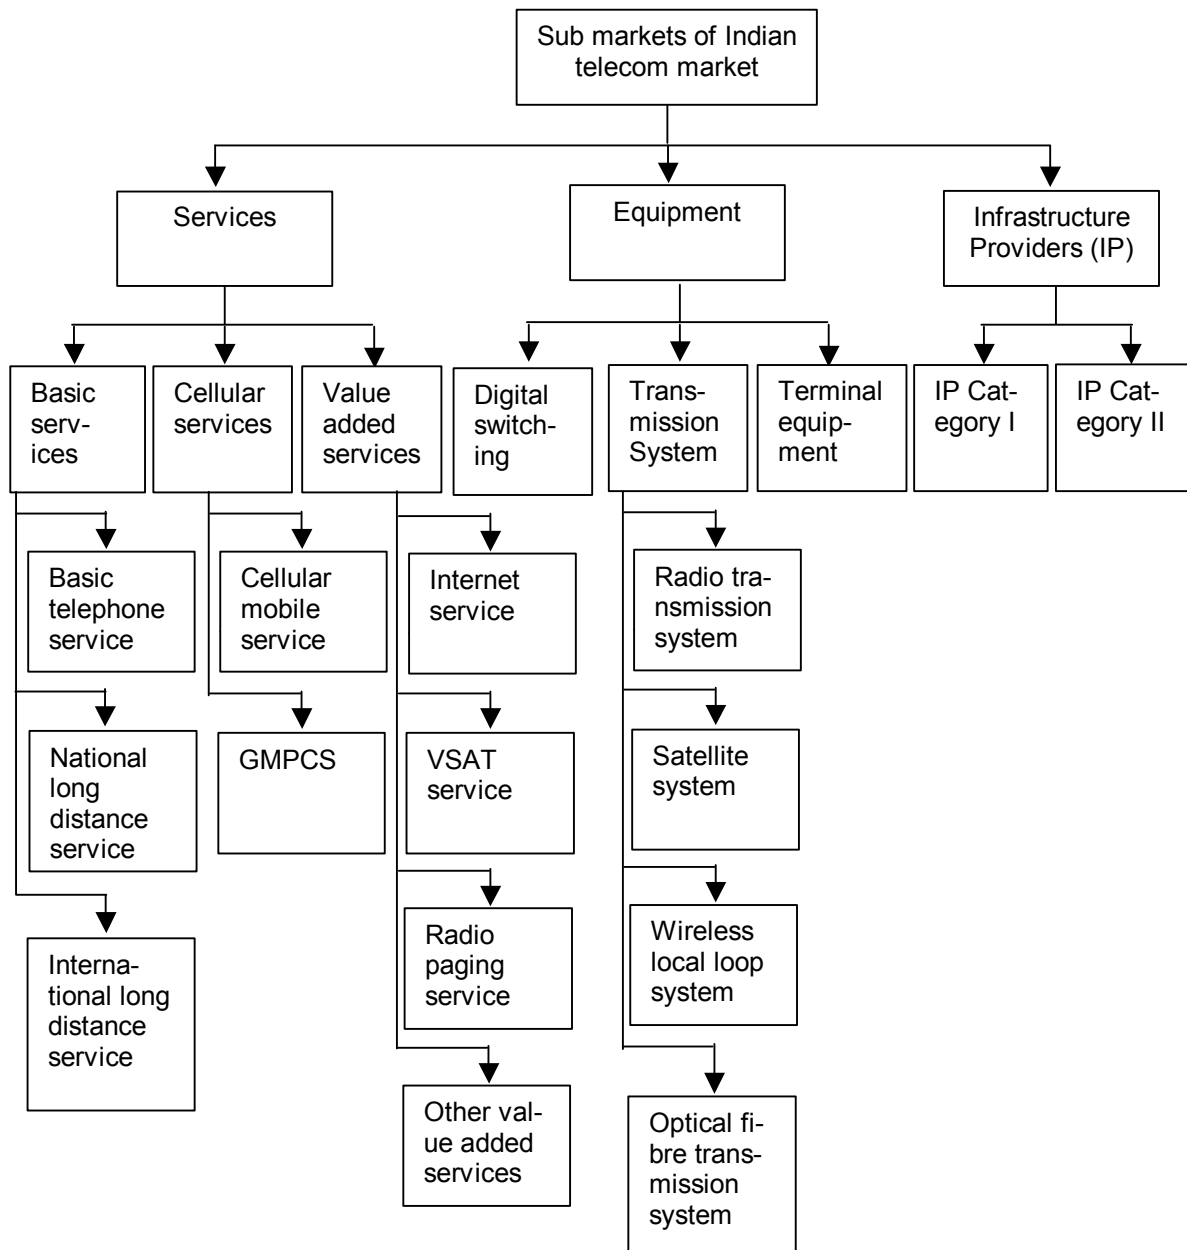 Sub markets of Indian
telecom market
Services
Equipment
Infrastructure
Providers (IP)
Basic
serv-
ices
Cellular
services
Value
added
services
Digital
switch-
ing
Trans-
mission
System
Terminal
equip-
ment
IP Cat-
egory I
IP Cat-
egory II
Basic
telephone
service
Cellular
mobile
service
Internet
service
Radio tra-
nsmission
system
National
long
distance
service
GMPCS
VSAT
service
Satellite
system
Interna-
tional long
distance
service
Radio
paging
service
Wireless
local loop
system
Other val-
ue added
services
Optical fi-
bre trans-
mission
system